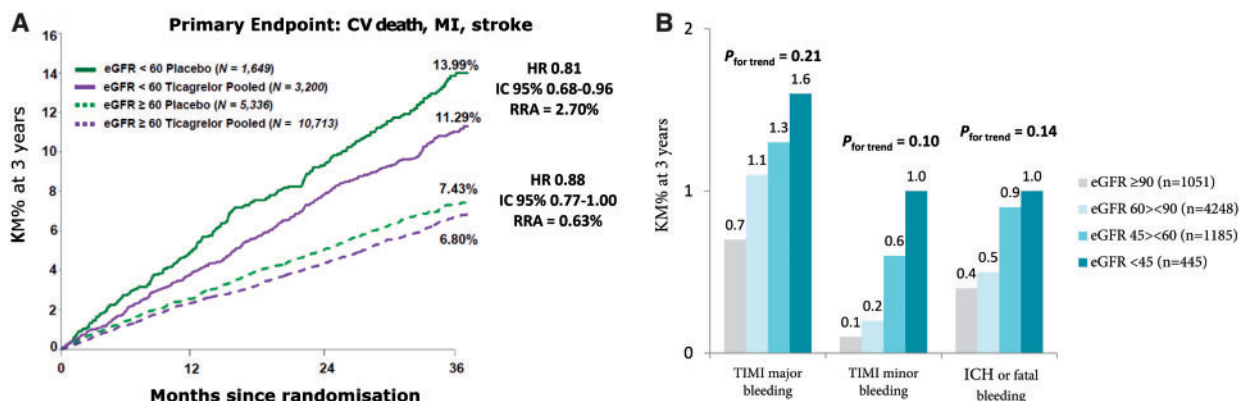 A
Primary Endpoint: CV death, MI, stroke
KM% at 3 years
16
14
12
10
8
6
4
2
0
eGFR < 60 Placebo (N = 1,649)
eGFR < 60 Ticagrelor Pooled (N = 3,200)
eGFR ≥ 60 Placebo (N = 5,336)
eGFR ≥ 60 Ticagrelor Pooled (N = 10,713)
13.99%
11.29%
7.43%
6.80%
HR 0.81
IC 95% 0.68-0.96
RRA = 2.70%
HR 0.88
IC 95% 0.77-1.00
RRA = 0.63%
0 12 24 36
Months since randomisation
B
KM% at 3 years
2
1
0
P for trend = 0.21
0.7 1.1 1.3 1.6
P for trend = 0.10
0.1 0.2 0.6 1.0
P for trend = 0.14
0.4 0.5 0.9 1.0
TIMI major
bleeding
TIMI minor
bleeding
ICH or fatal
bleeding
eGFR ≥90 (n=1051)
eGFR 60><90 (n=4248)
eGFR 45><60 (n=1185)
eGFR <45 (n=445)